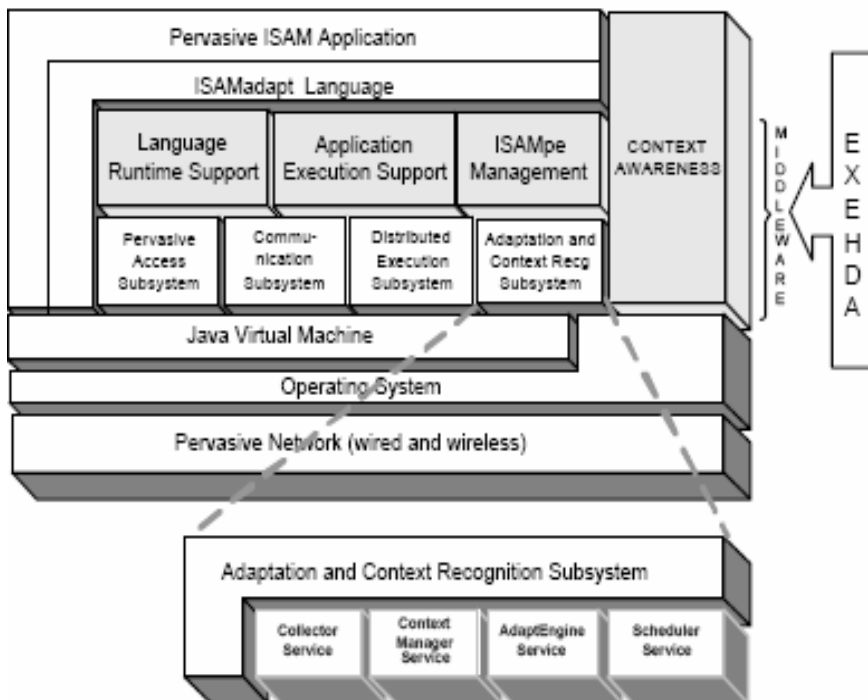 Pervasive ISAM Application
ISAMadapt Language
Language
Runtime Support
Application
Execution Support
ISAMpe
Management
CONTEXT
AWARENESS
Pervasive
Access
Subsystem
Commu-
nication
Subsystem
Distributed
Execution
Subsystem
Adaptation and
Context Recg
Subsystem
MIDDLEWARE
EXEHDA
Java Virtual Machine
Operating System
Pervasive Network (wired and wireless)
Adaptation and Context Recognition Subsystem
Collector
Service
Context
Manager
Service
AdaptEngine
Service
Scheduler
Service